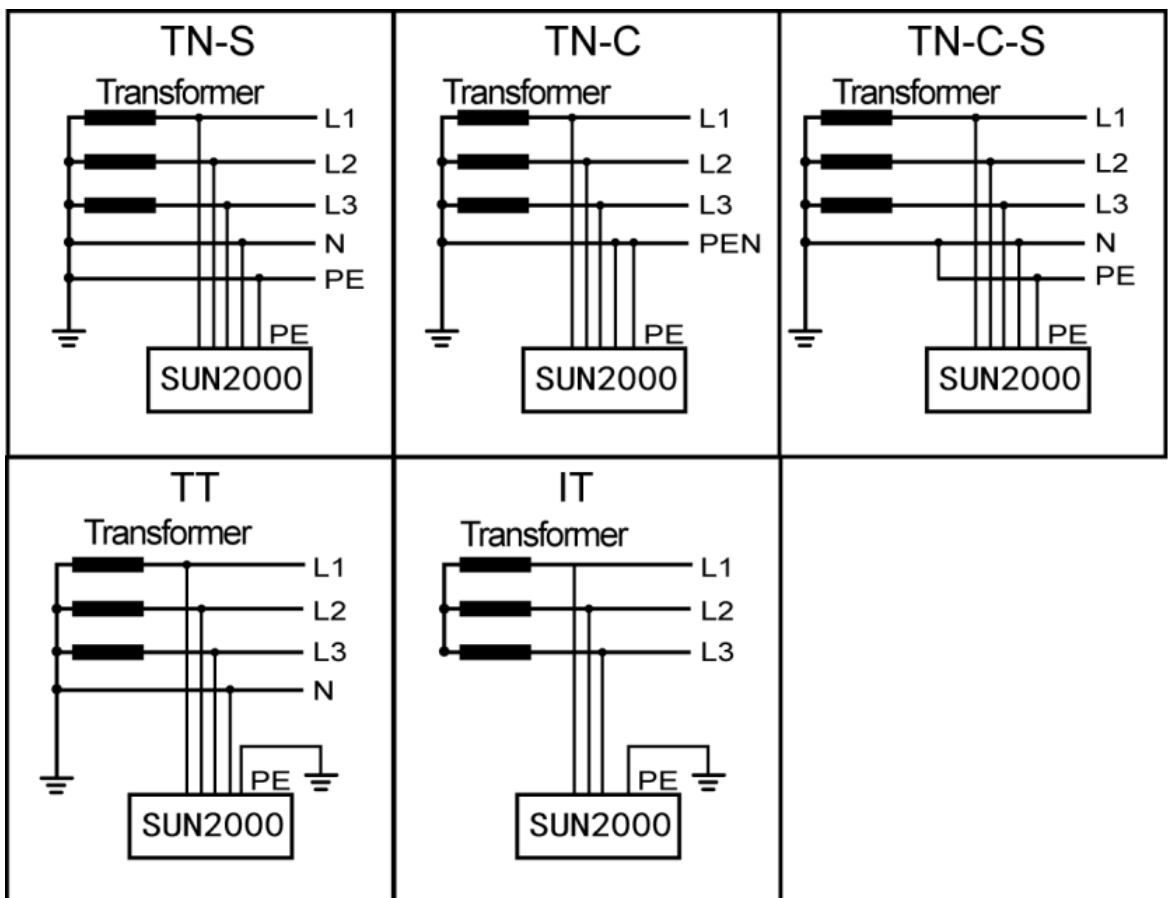 TN-S
Transformer
L1
L2
L3
N
PE
PE
SUN2000
TN-C
Transformer
L1
L2
L3
PEN
PE
SUN2000
TN-C-S
Transformer
L1
L2
L3
N
PE
PE
SUN2000
TT
Transformer
L1
L2
L3
N
PE
SUN2000
IT
Transformer
L1
L2
L3
PE
SUN2000